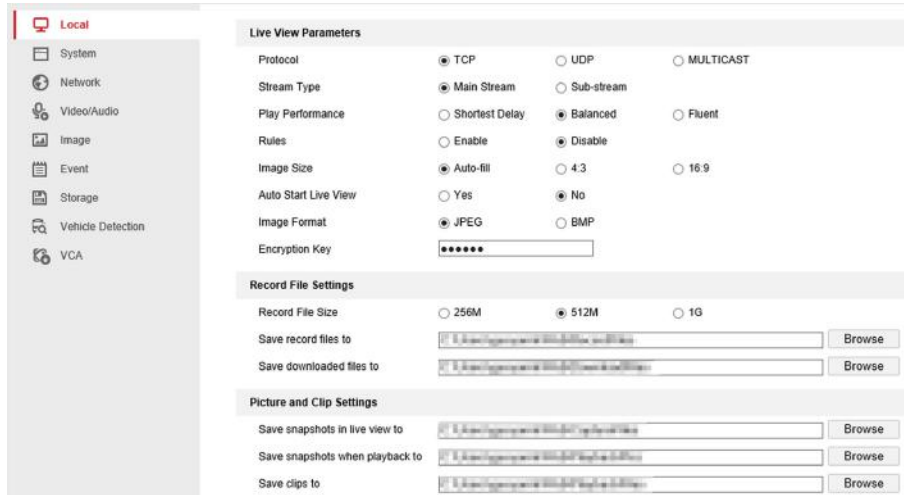 Local
System
Network
Video/Audio
Image
Event
Storage
Vehicle Detection
VCA
Live View Parameters
Protocol TCP UDP MULTICAST
Stream Type Main Stream Sub-stream
Play Performance Shortest Delay Balanced Fluent
Rules Enable Disable
Image Size Auto-fill 4:3 16:9
Auto Start Live View Yes No
Image Format JPEG BMP
Encryption Key
Record File Settings
Record File Size 256M 512M 1G
Save record files to Browse
Save downloaded files to Browse
Picture and Clip Settings
Save snapshots in live view to Browse
Save snapshots when playback to Browse
Save clips to Browse